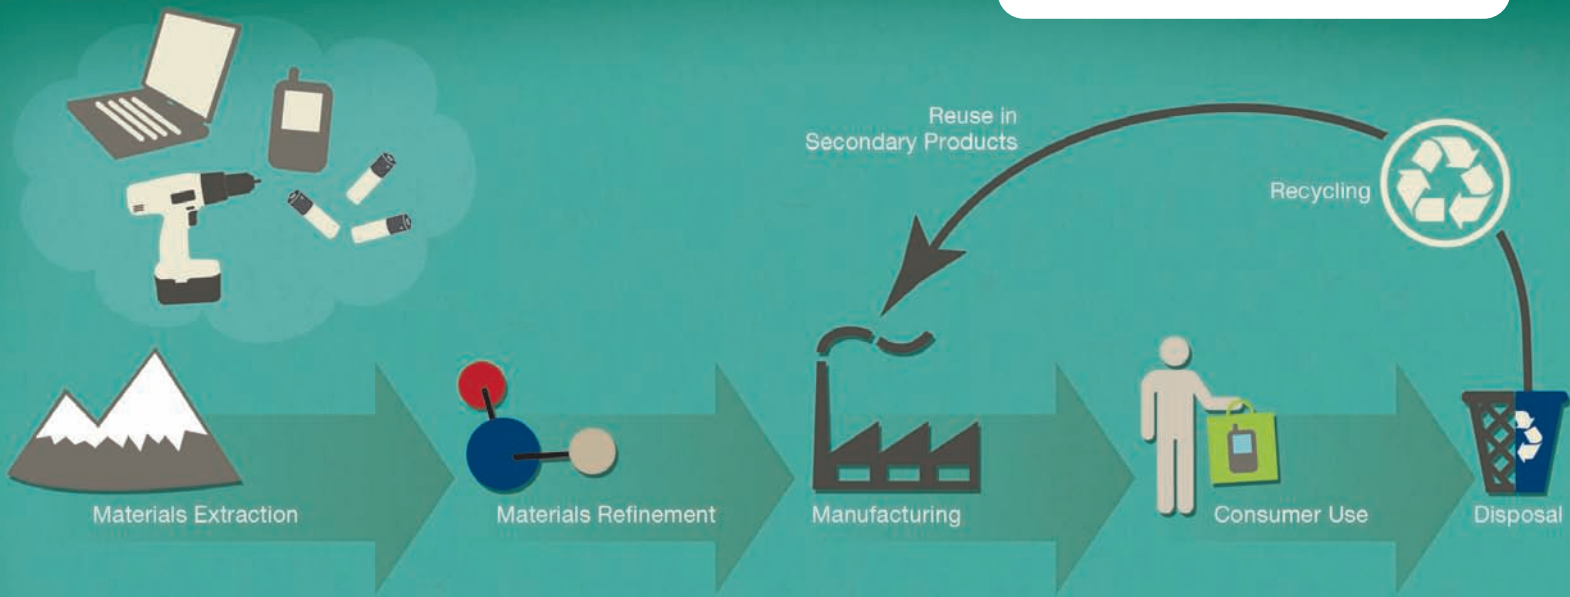 Reuse in
Secondary Products
Recycling
Materials Extraction
Materials Refinement
Manufacturing
Consumer Use
Disposal